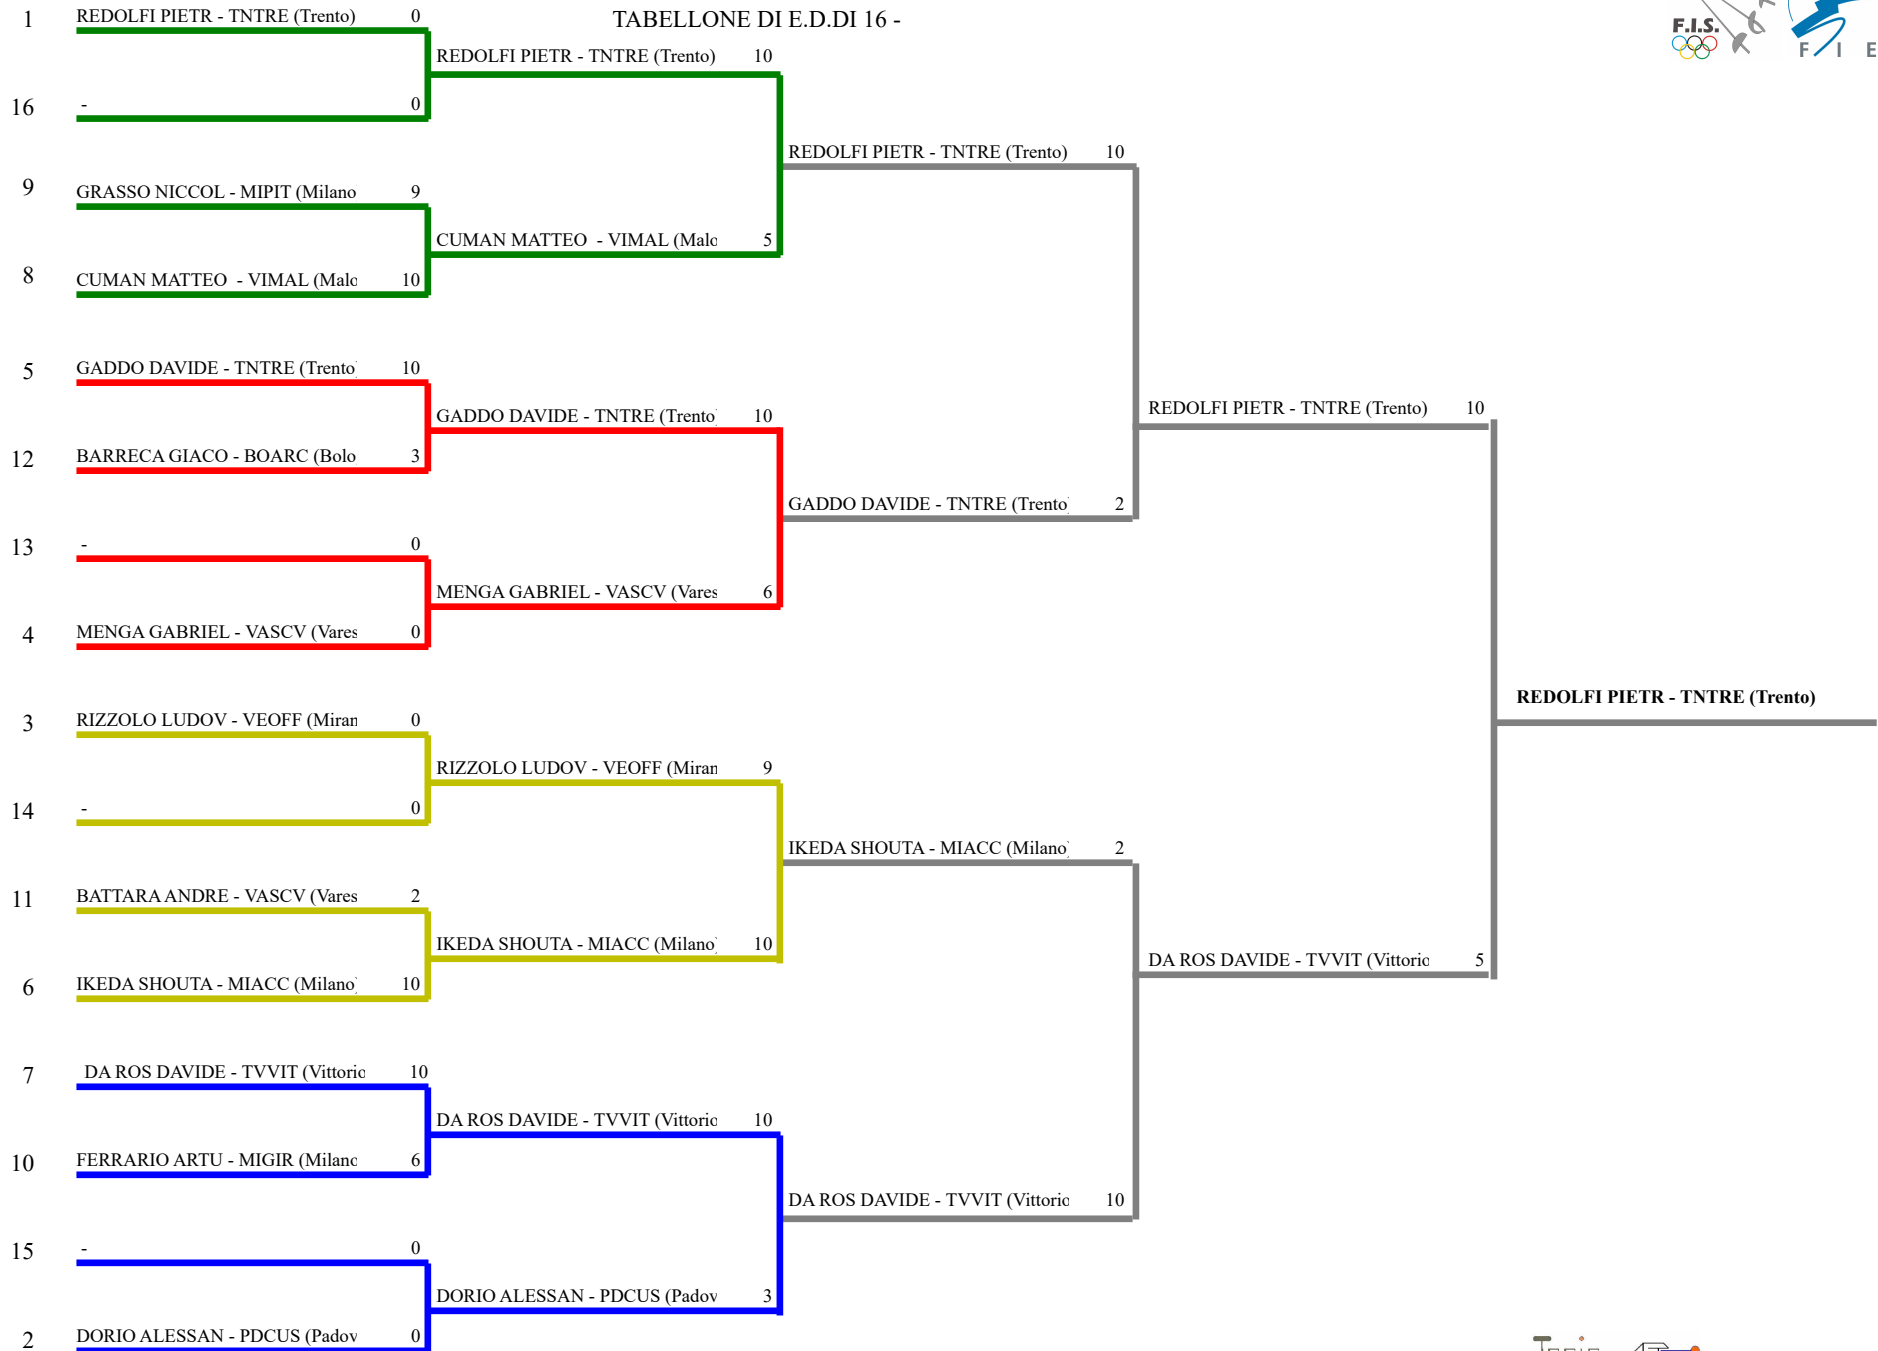 TABELLONE DI E.D.DI 16 -
F.I.S.
F I E
1 REDOLFI PIETR - TNTRE (Trento) 0
REDOLFI PIETR - TNTRE (Trento) 10
16 - 0
REDOLFI PIETR - TNTRE (Trento) 10
9 GRASSO NICCOL - MIPIT (Milano 9
CUMAN MATTEO - VIMAL (Malo 5
8 CUMAN MATTEO - VIMAL (Malo 10
5 GADDO DAVIDE - TNTRE (Trento) 10
REDOLFI PIETR - TNTRE (Trento) 10
GADDO DAVIDE - TNTRE (Trento) 10
12 BARRECA GIACO - BOARC (Bolo 3
GADDO DAVIDE - TNTRE (Trento) 2
13 - 0
MENGA GABRIEL - VASCV (Vares 6
4 MENGA GABRIEL - VASCV (Vares 0
REDOLFI PIETR - TNTRE (Trento)
3 RIZZOLO LUDOV - VEOFF (Miran 0
RIZZOLO LUDOV - VEOFF (Miran 9
14 - 0
IKEDA SHOUTA - MIACC (Milano) 2
11 BATTARA ANDRE - VASCV (Vares 2
IKEDA SHOUTA - MIACC (Milano) 10
DA ROS DAVIDE - TVVIT (Vittorio 5
6 IKEDA SHOUTA - MIACC (Milano) 10
7 DA ROS DAVIDE - TVVIT (Vittorio 10
DA ROS DAVIDE - TVVIT (Vittorio 10
10 FERRARIO ARTU - MIGIR (Milano 6
DA ROS DAVIDE - TVVIT (Vittorio 10
15 - 0
DORIO ALESSAN - PDCUS (Padov 3
2 DORIO ALESSAN - PDCUS (Padov 0